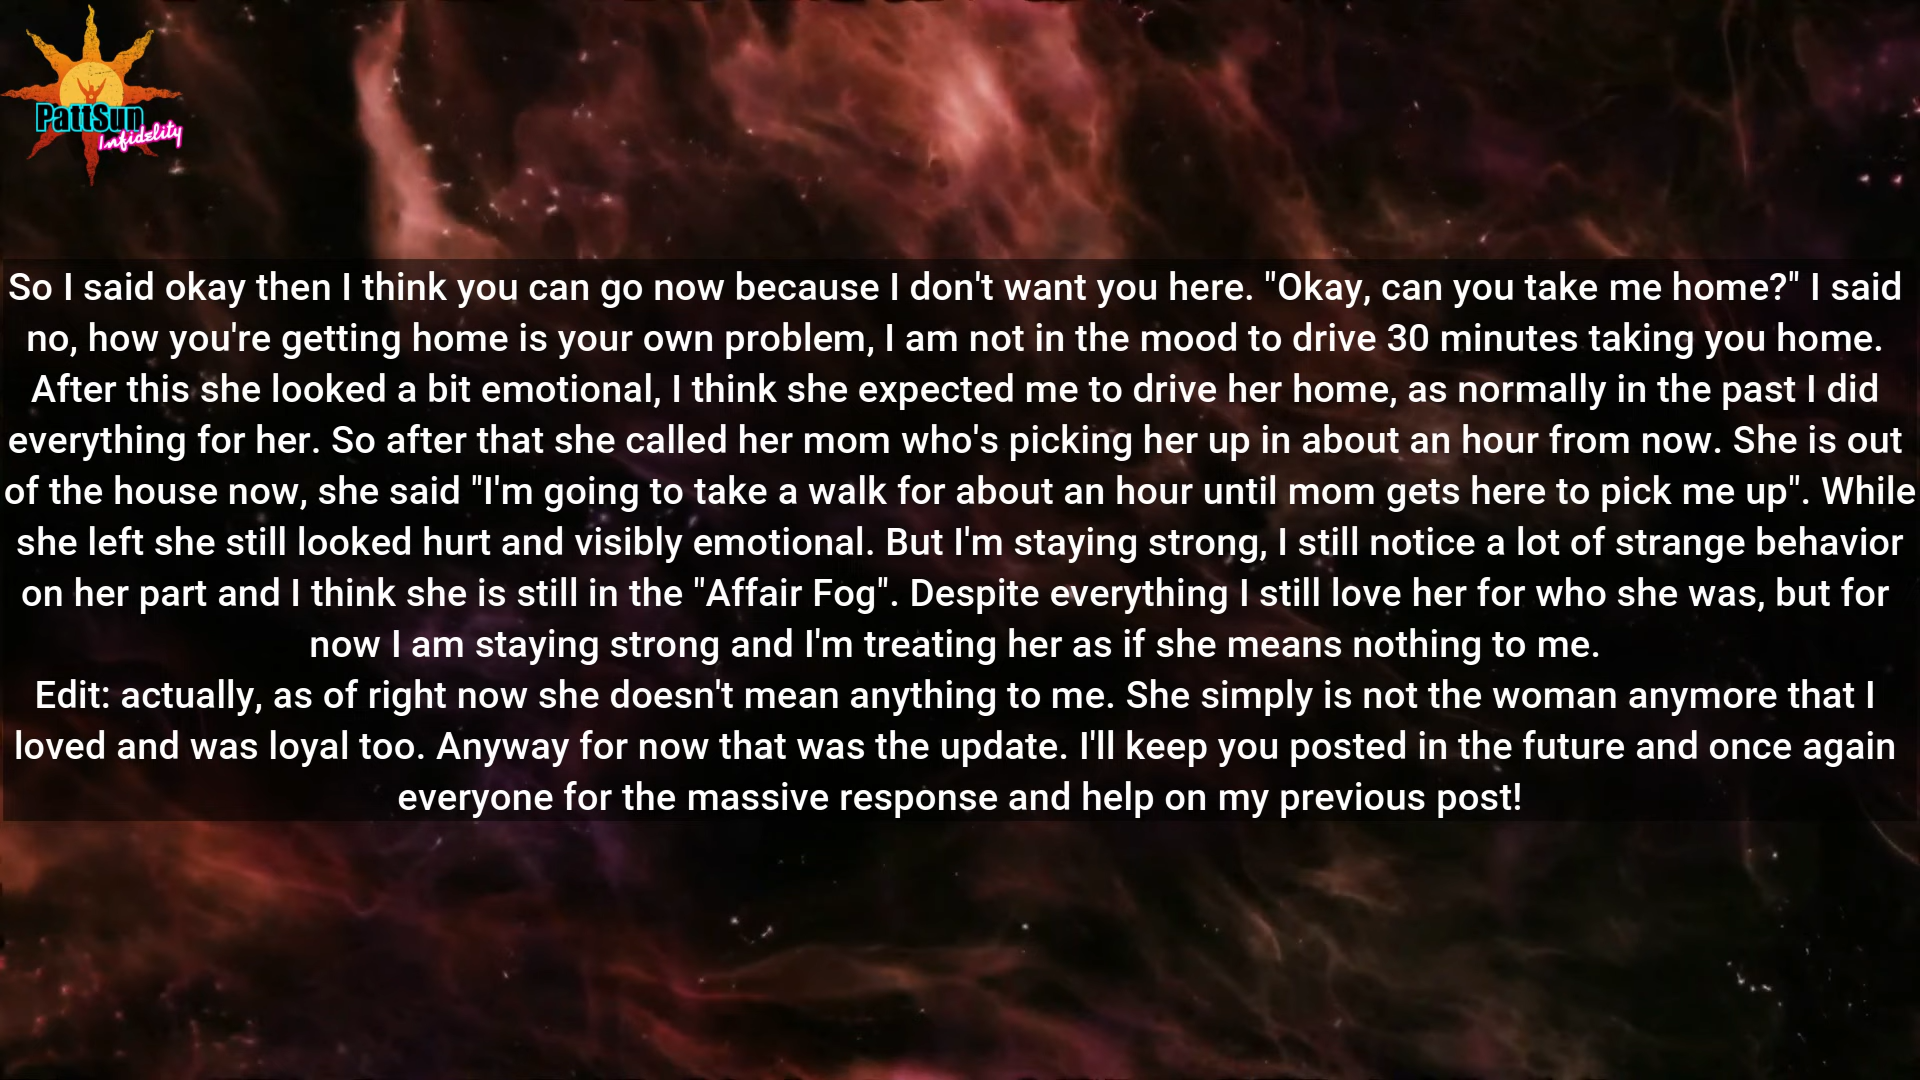 PattSun
Infidelity
So I said okay then I think you can go now because I don't want you here. "Okay, can you take me home?" I said
no, how you're getting home is your own problem, I am not in the mood to drive 30 minutes taking you home.
After this she looked a bit emotional, I think she expected me to drive her home, as normally in the past I did
everything for her. So after that she called her mom who's picking her up in about an hour from now. She is out
of the house now, she said "I'm going to take a walk for about an hour until mom gets here to pick me up". While
she left she still looked hurt and visibly emotional. But I'm staying strong, I still notice a lot of strange behavior
on her part and I think she is still in the "Affair Fog". Despite everything I still love her for who she was, but for
now I am staying strong and I'm treating her as if she means nothing to me.
Edit: actually, as of right now she doesn't mean anything to me. She simply is not the woman anymore that I
loved and was loyal too. Anyway for now that was the update. I'll keep you posted in the future and once again
everyone for the massive response and help on my previous post!